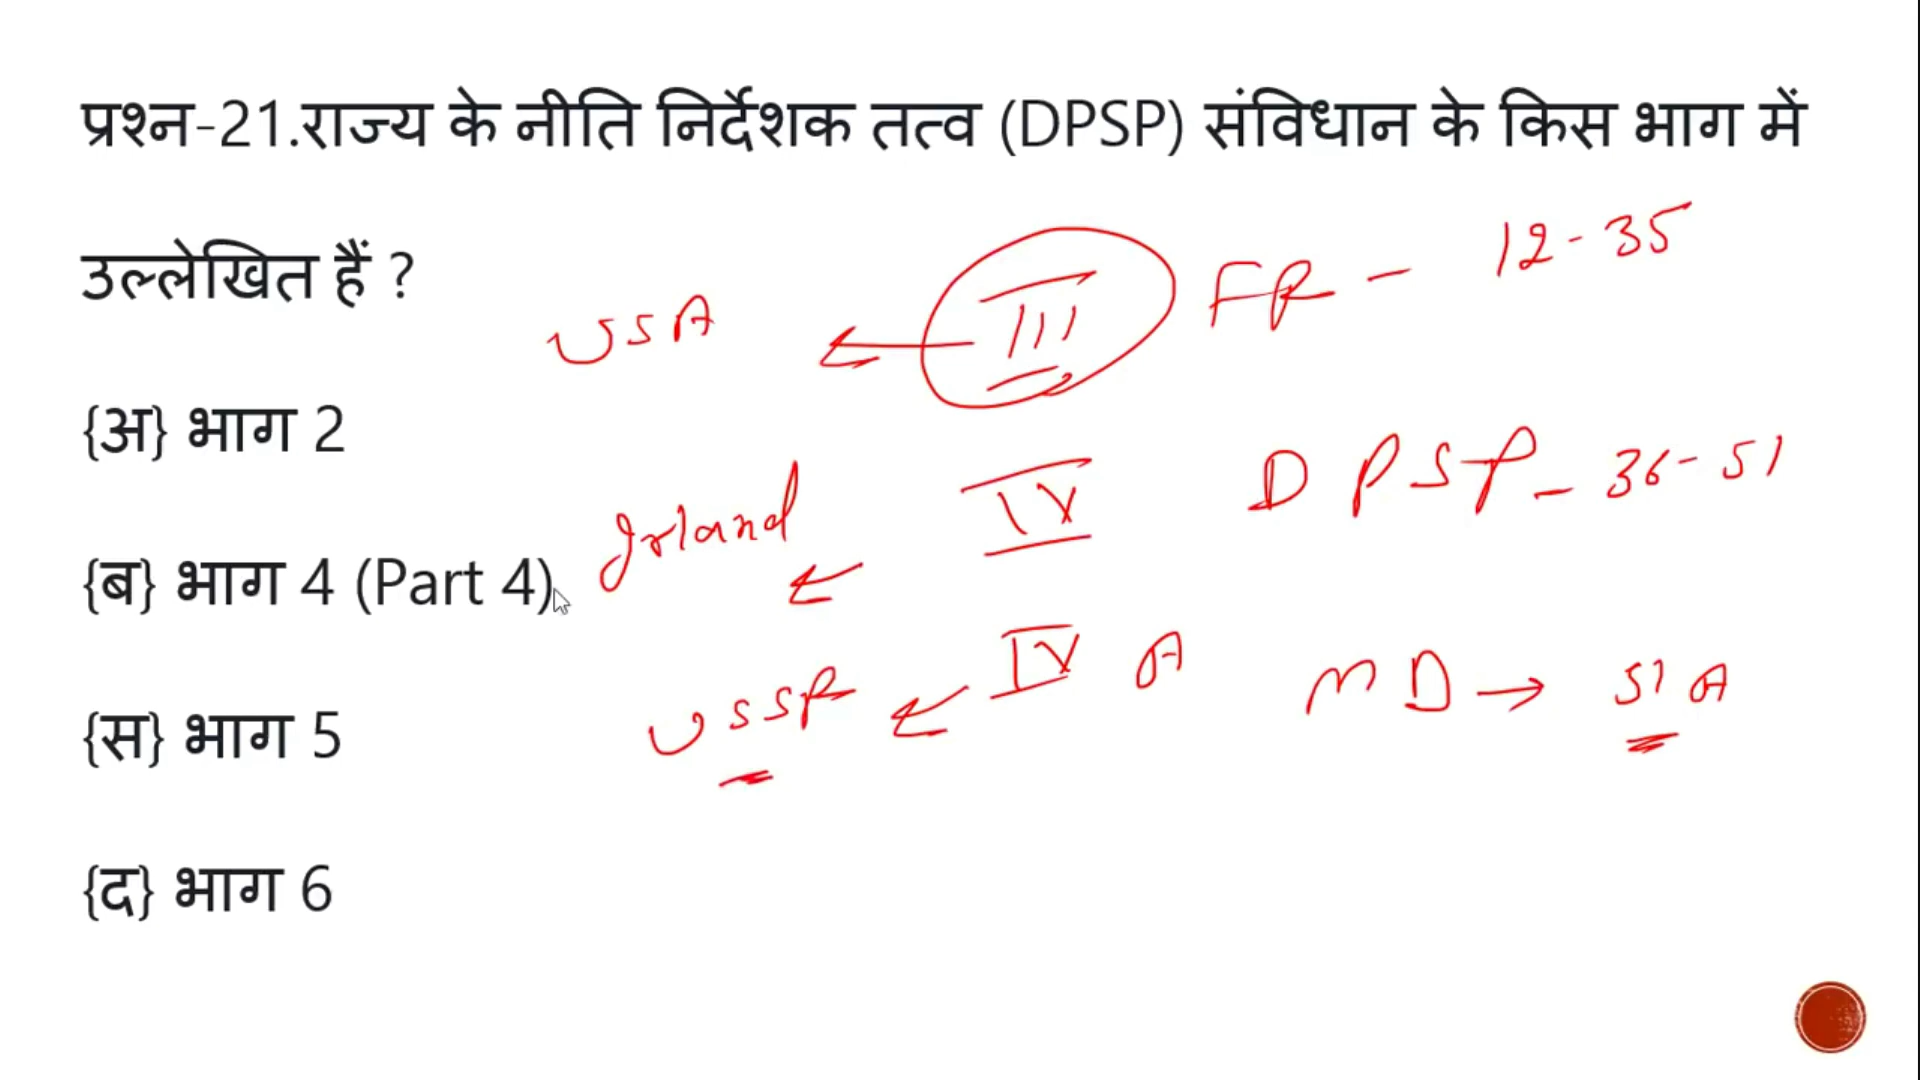 प्रश्न-21.राज्य के नीति निर्देशक तत्व (DPSP) संविधान के किस भाग में
उल्लेखित हैं ?
{अ} भाग 2
{ब} भाग 4 (Part 4)
{स} भाग 5
{द} भाग 6
USA ← III FR - 12-35
Irland ← IV DPSP - 36-51
USSR ← IV A MD → 51 A